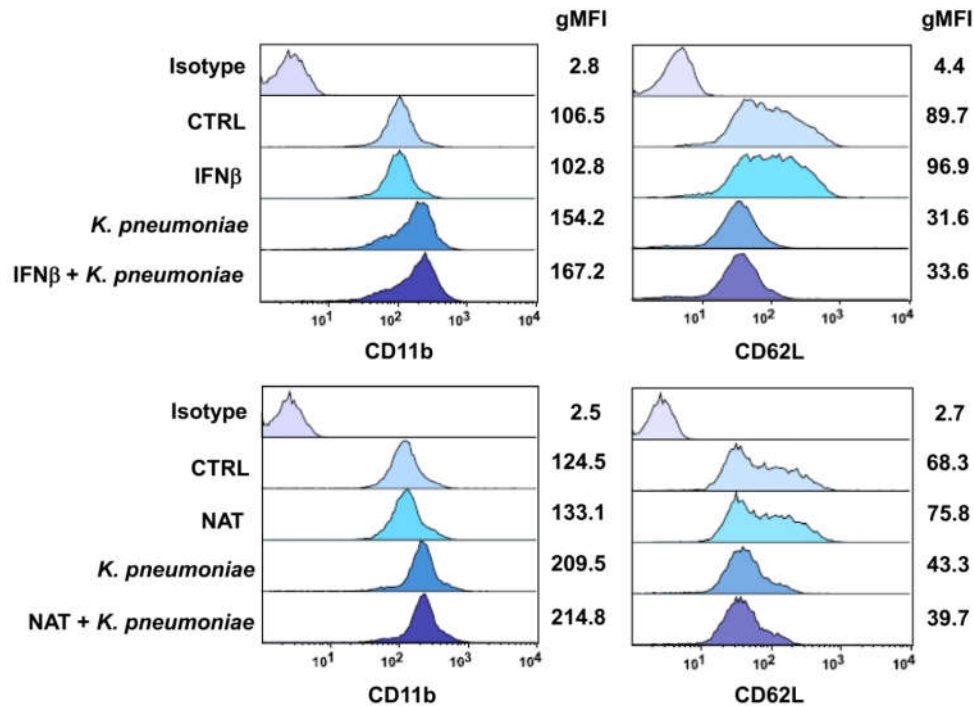 gMFI gMFI
Isotype 2.8 4.4
CTRL 106.5 89.7
IFNβ 102.8 96.9
K. pneumoniae 154.2 31.6
IFNβ + K. pneumoniae 167.2 33.6
10¹ 10² 10³ 10⁴ 10¹ 10² 10³ 10⁴
CD11b CD62L
gMFI gMFI
Isotype 2.5 2.7
CTRL 124.5 68.3
NAT 133.1 75.8
K. pneumoniae 209.5 43.3
NAT + K. pneumoniae 214.8 39.7
10¹ 10² 10³ 10⁴ 10¹ 10² 10³ 10⁴
CD11b CD62L